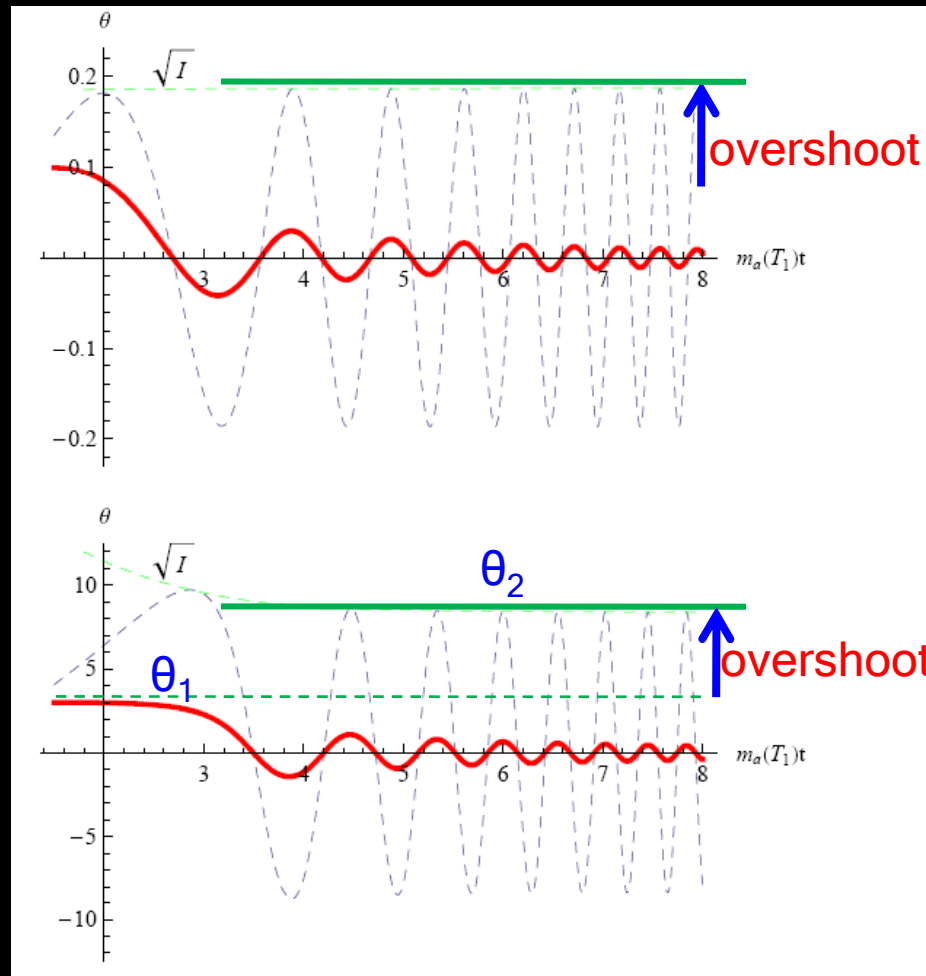 θ
√I
0.2
overshoot
0.1
3 4 5 6 7 8
mₐ(T₁)t
−0.1
−0.2
θ
√I
θ₂
10
overshoot
5
θ₁
3 4 5 6 7 8
mₐ(T₁)t
−5
−10